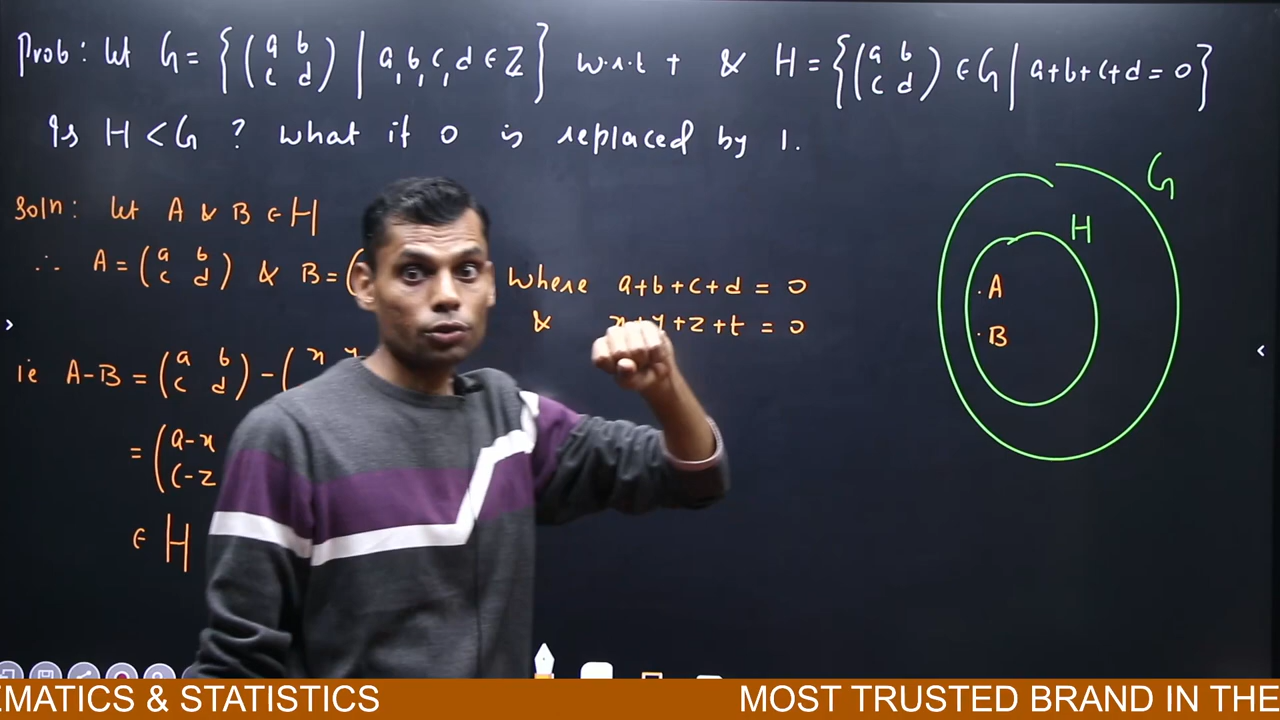 Prob: Let G = {(a b c d) | a, b, c, d ∈ Z} w.r.t + & H = {(a b c d) ∈ G | a+b+c+d = 0}
Is H < G ? What if 0 is replaced by 1.
Soln: Let A & B ∈ H
∴ A = (a b c d) & B = ( where a+b+c+d = 0
& x+y+z+t = 0
ie A-B = (a b c d) - (x y
= (a-x
c-z
∈ H
G
H
. A
. B
EMATICS & STATISTICS MOST TRUSTED BRAND IN THE